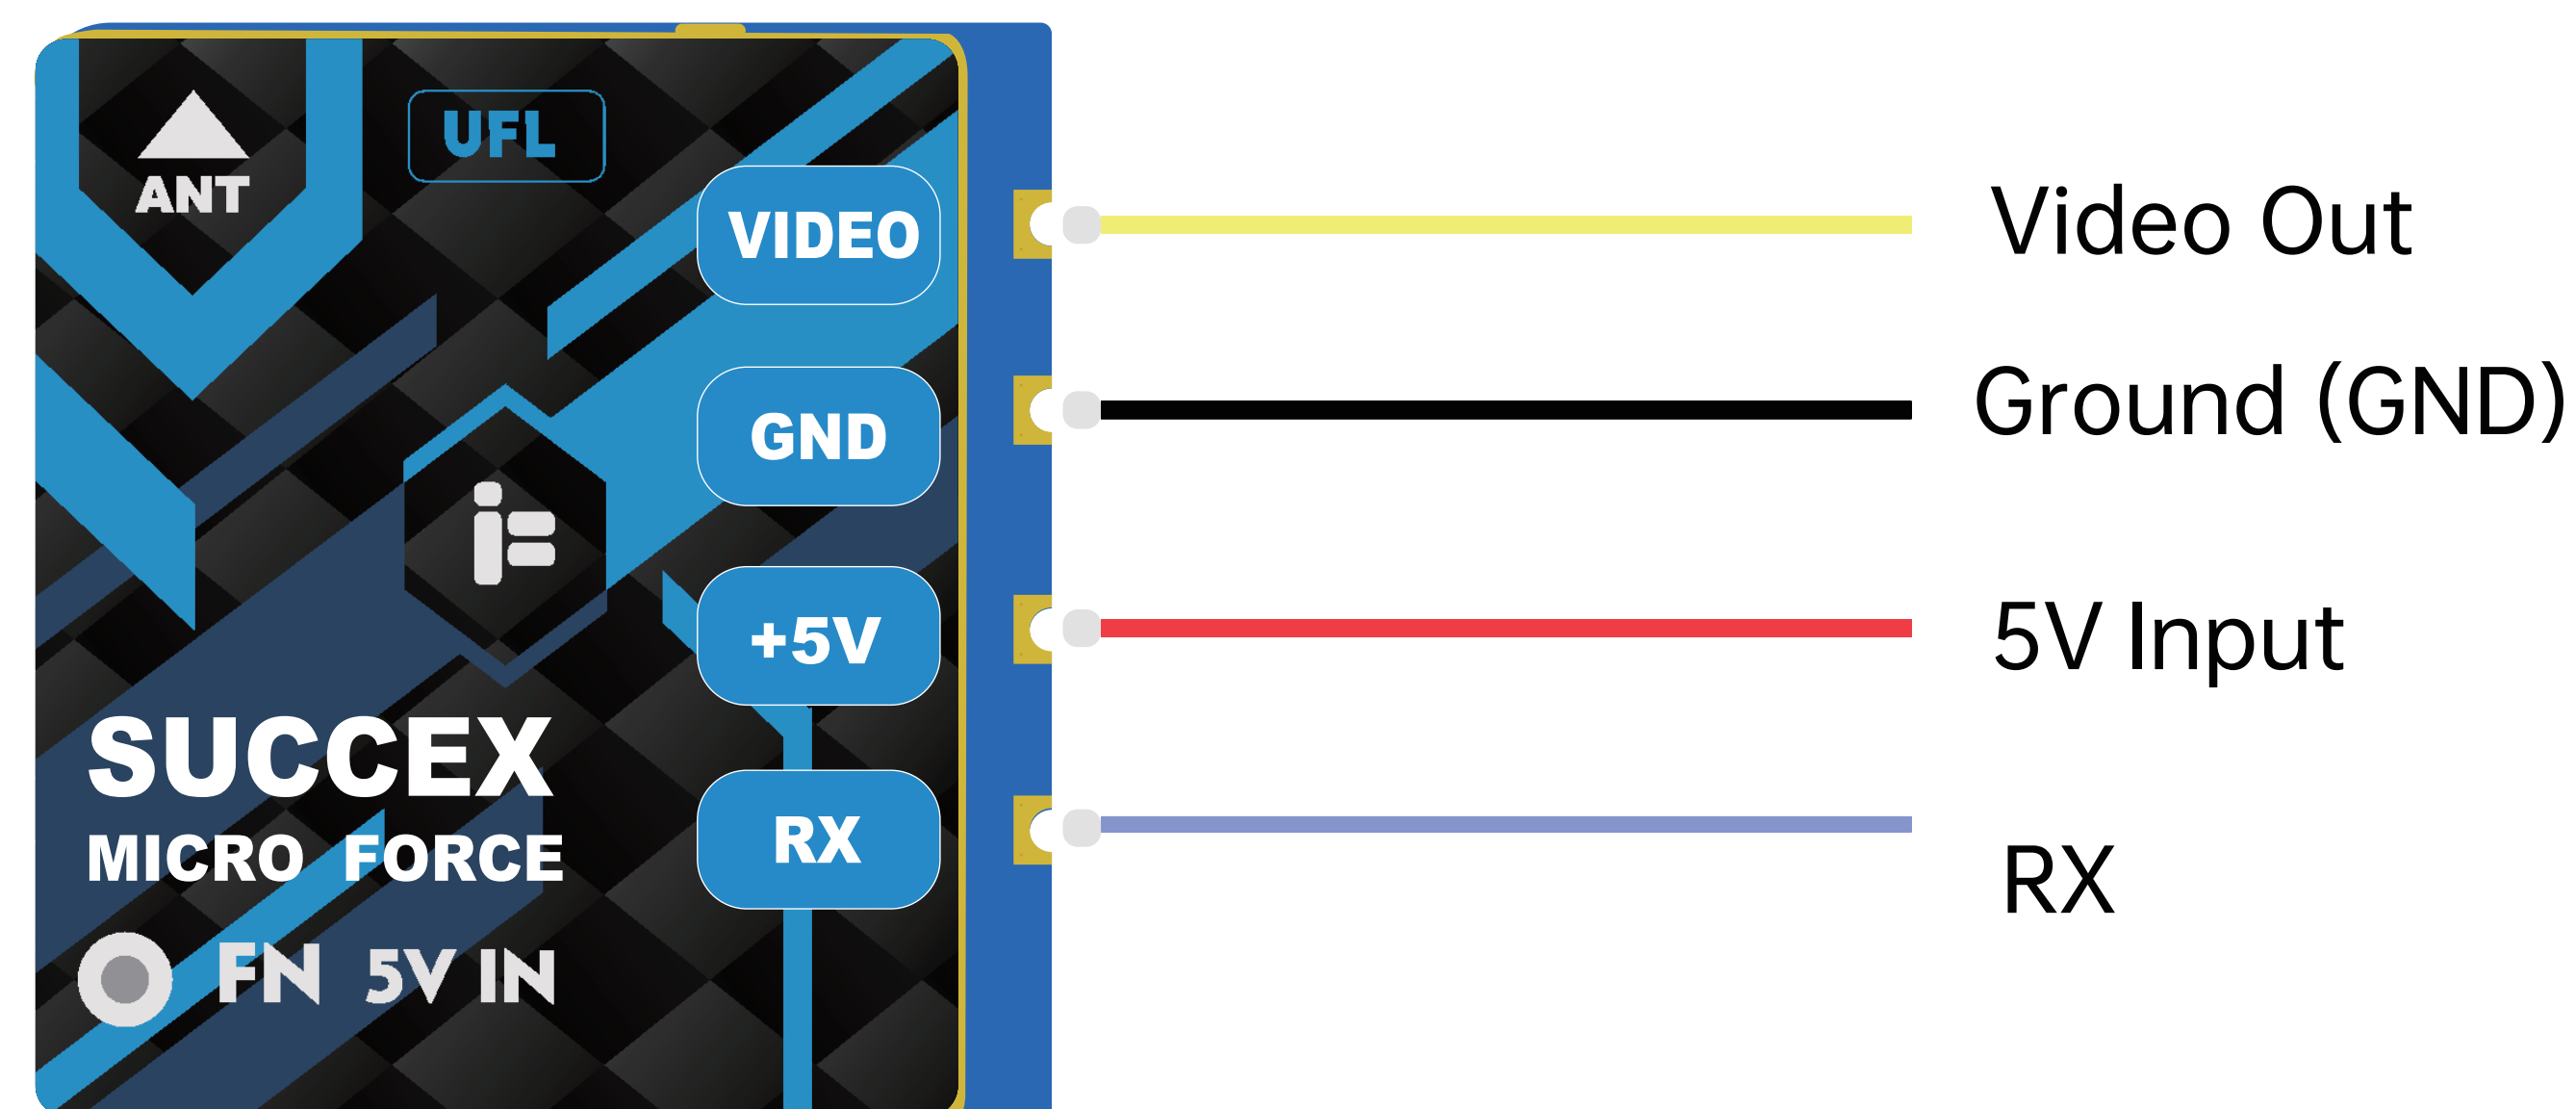 ANT
UFL
VIDEO
Video Out
GND
Ground (GND)
+5V
5V Input
SUCCEX
MICRO FORCE
RX
RX
FN 5V IN